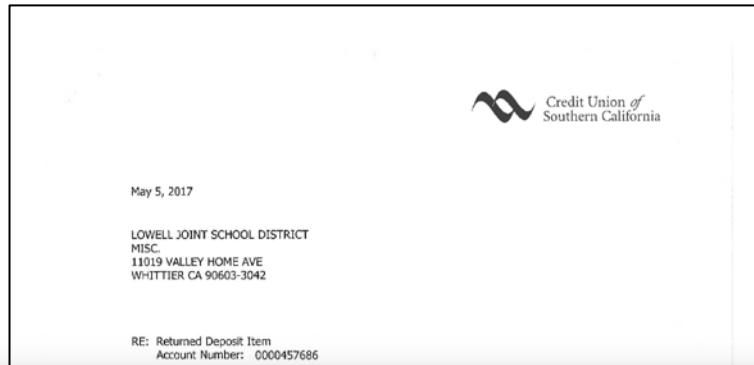 Credit Union of
Southern California
May 5, 2017
LOWELL JOINT SCHOOL DISTRICT
MISC.
11019 VALLEY HOME AVE
WHITTIER CA 90603-3042
RE: Returned Deposit Item
Account Number: 0000457686